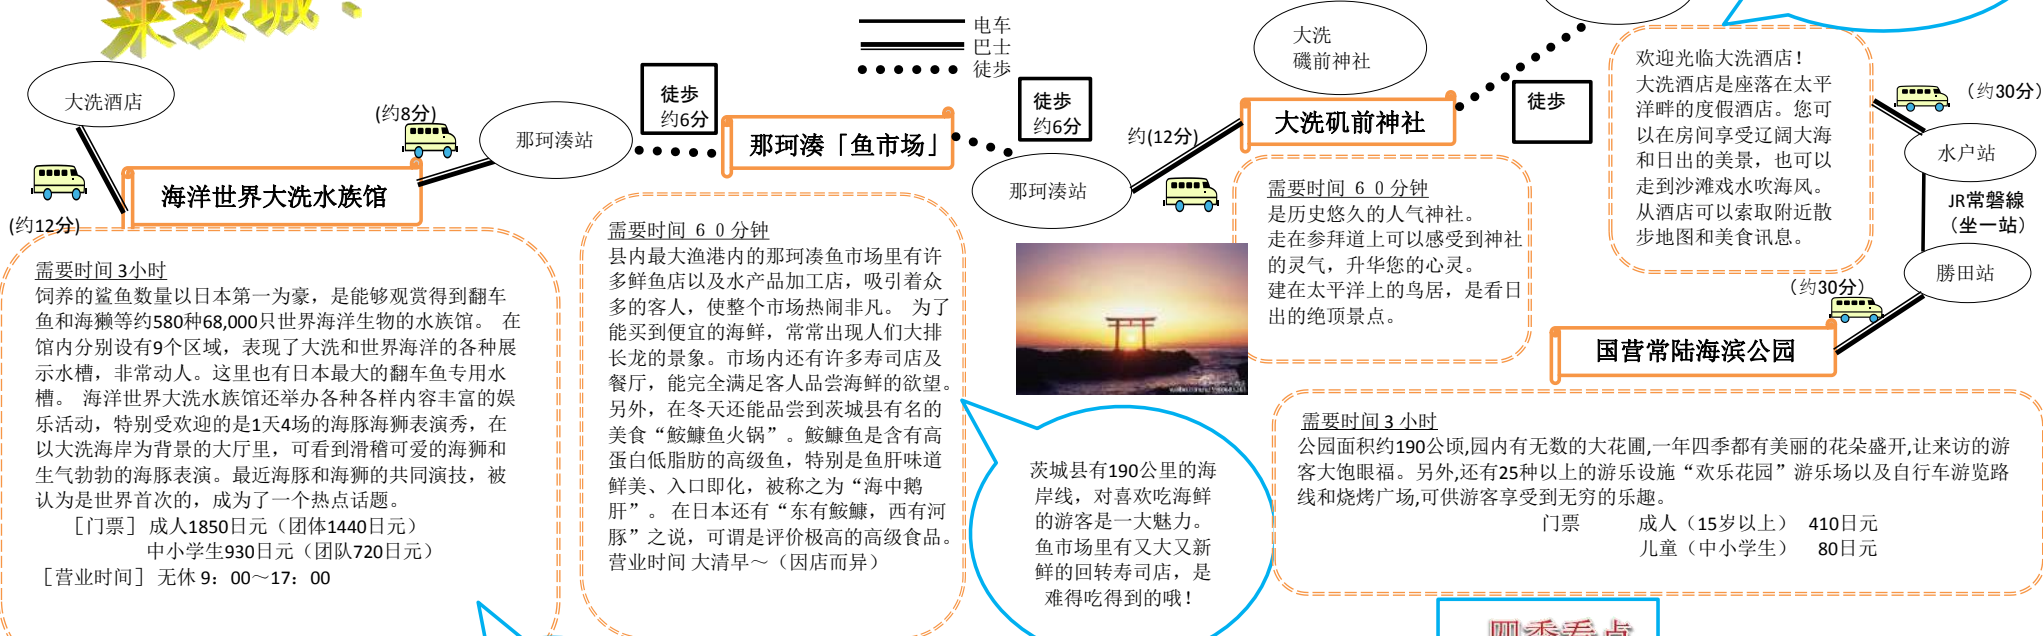 来茨城！
电车
巴士
徒歩
大洗酒店
(约12分)
海洋世界大洗水族馆
(约8分)
那珂湊站
徒歩
约6分
那珂湊「鱼市场」
徒歩
约6分
那珂湊站
约(12分)
大洗
磯前神社
大洗矶前神社
徒歩
欢迎光临大洗酒店！
大洗酒店是座落在太平
洋畔的度假酒店。您可
以在房间享受辽阔大海
和日出的美景，也可以
走到沙滩戏水吹海风。
从酒店可以索取附近散
步地图和美食讯息。
（约30分）
水户站
JR常磐線
（坐一站）
勝田站
（约30分）
国营常陆海滨公园
需要时间 3小时
饲养的鲨鱼数量以日本第一为豪，是能够观赏得到翻车
鱼和海獭等约580种68,000只世界海洋生物的水族馆。 在
馆内分别设有9个区域，表现了大洗和世界海洋的各种展
示水槽，非常动人。这里也有日本最大的翻车鱼专用水
槽。 海洋世界大洗水族馆还举办各种各样内容丰富的娱
乐活动，特别受欢迎的是1天4场的海豚海狮表演秀，在
以大洗海岸为背景的大厅里，可看到滑稽可爱的海狮和
生气勃勃的海豚表演。最近海豚和海狮的共同演技，被
认为是世界首次的，成为了一个热点话题。
［门票］成人1850日元（团体1440日元）
中小学生930日元（团队720日元）
［营业时间］无休 9：00～17：00
需要时间 ６０分钟
县内最大渔港内的那珂湊鱼市场里有许
多鲜鱼店以及水产品加工店，吸引着众
多的客人，使整个市场热闹非凡。 为了
能买到便宜的海鲜，常常出现人们大排
长龙的景象。市场内还有许多寿司店及
餐厅，能完全满足客人品尝海鲜的欲望。
另外，在冬天还能品尝到茨城县有名的
美食“鮟鱇鱼火锅”。鮟鱇鱼是含有高
蛋白低脂肪的高级鱼，特别是鱼肝味道
鲜美、入口即化，被称之为“海中鹅
肝”。 在日本还有“东有鮟鱇，西有河
豚”之说，可谓是评价极高的高级食品。
营业时间 大清早～（因店而异）
需要时间 ６０分钟
是历史悠久的人气神社。
走在参拜道上可以感受到神社
的灵气，升华您的心灵。
建在太平洋上的鸟居，是看日
出的绝顶景点。
茨城县有190公里的海
岸线，对喜欢吃海鲜
的游客是一大魅力。
鱼市场里有又大又新
鲜的回转寿司店，是
难得吃得到的哦！
需要时间 3 小时
公园面积约190公顷,园内有无数的大花圃,一年四季都有美丽的花朵盛开,让来访的游
客大饱眼福。另外,还有25种以上的游乐设施“欢乐花园”游乐场以及自行车游览路
线和烧烤广场,可供游客享受到无穷的乐趣。
门票 成人（15岁以上） 410日元
儿童（中小学生） 80日元
四季看点